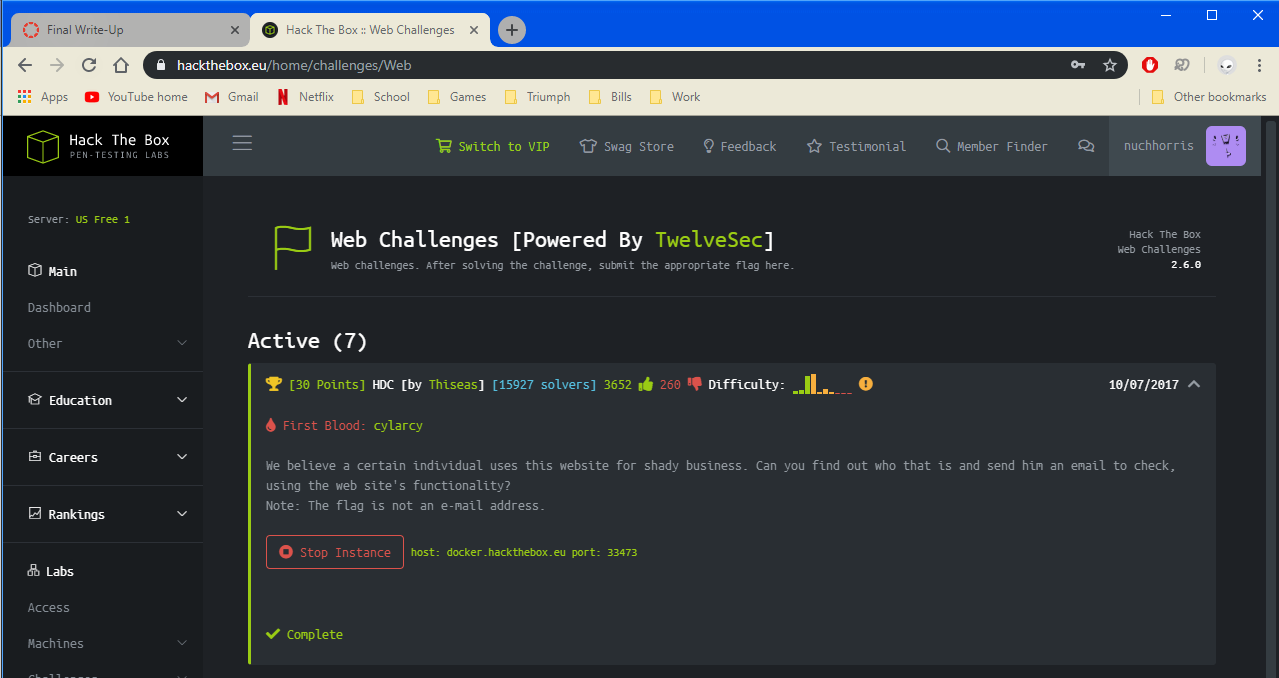 Final Write-Up
Hack The Box :: Web Challenges
hackthebox.eu/home/challenges/Web
Apps YouTube home Gmail Netflix School Games Triumph Bills Work Other bookmarks
Hack The Box
PEN-TESTING LABS
Switch to VIP Swag Store Feedback Testimonial Member Finder nuchhorris
Server: US Free 1
Main
Dashboard
Other
Education
Careers
Rankings
Labs
Access
Machines
Challenges
Web Challenges [Powered By TwelveSec]
Web challenges. After solving the challenge, submit the appropriate flag here.
Hack The Box
Web Challenges
2.6.0
Active (7)
[30 Points] HDC [by Thiseas] [15927 solvers] 3652 260 Difficulty: 10/07/2017
First Blood: cylarcy
We believe a certain individual uses this website for shady business. Can you find out who that is and send him an email to check,
using the web site's functionality?
Note: The flag is not an e-mail address.
Stop Instance host: docker.hackthebox.eu port: 33473
Complete